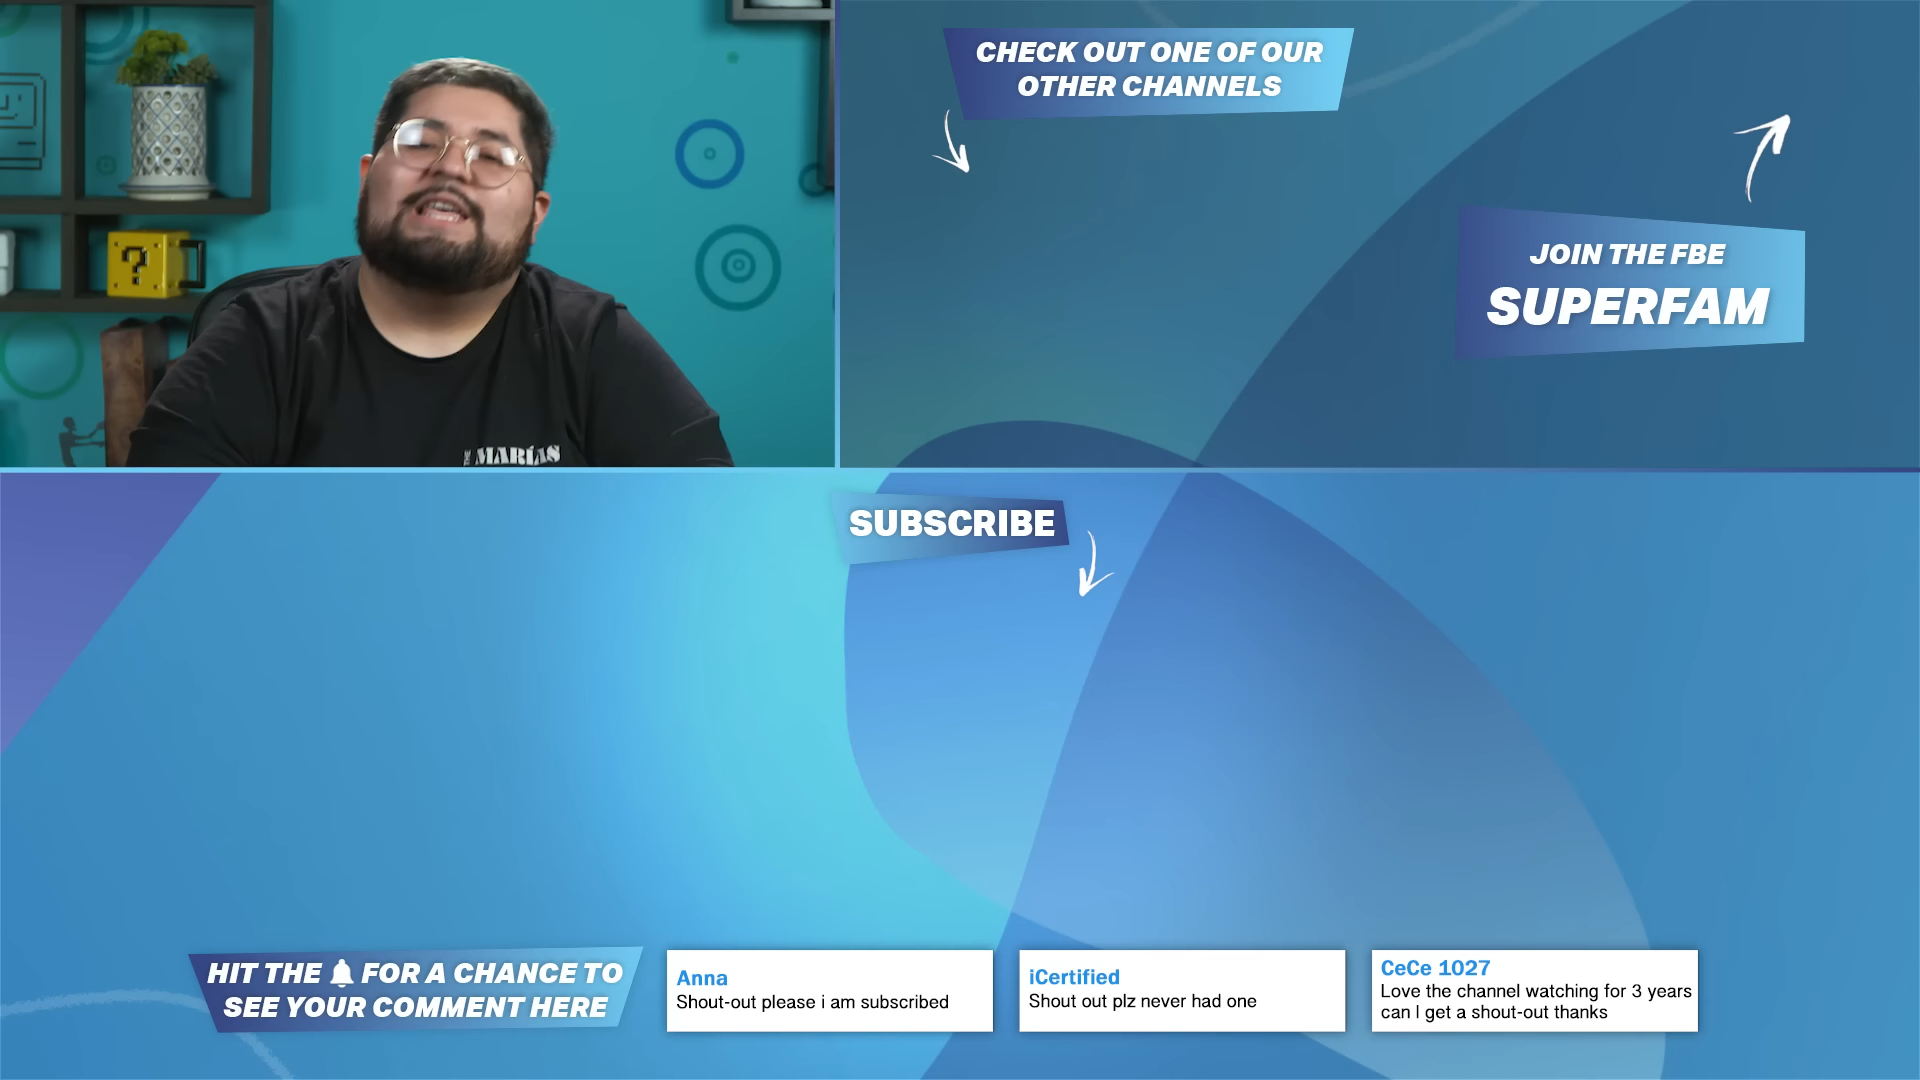 CHECK OUT ONE OF OUR
OTHER CHANNELS
JOIN THE FBE
SUPERFAM
?
THE MARÍAS
SUBSCRIBE
HIT THE FOR A CHANCE TO
SEE YOUR COMMENT HERE
Anna
Shout-out please i am subscribed
iCertified
Shout out plz never had one
CeCe 1027
Love the channel watching for 3 years
can I get a shout-out thanks